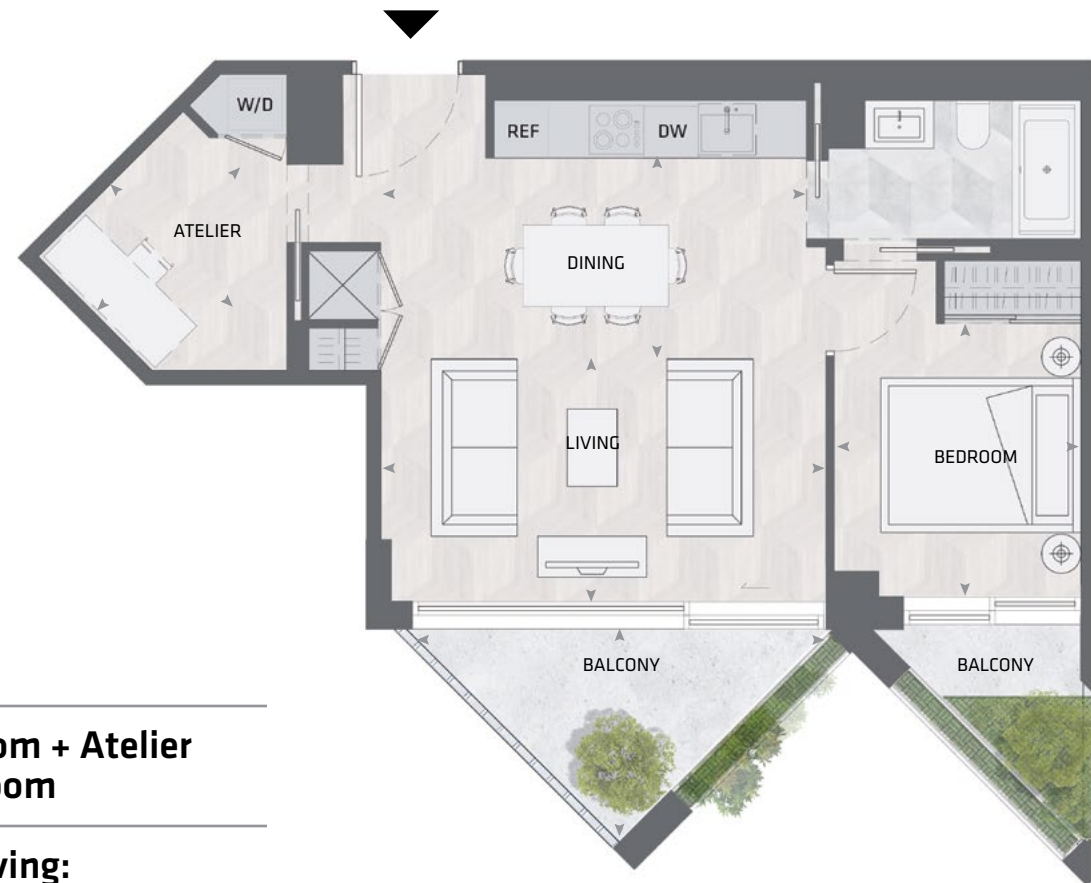 W/D
REF
DW
ATELIER
DINING
LIVING
BEDROOM
BALCONY
BALCONY
om + Atelier
oom
ving: